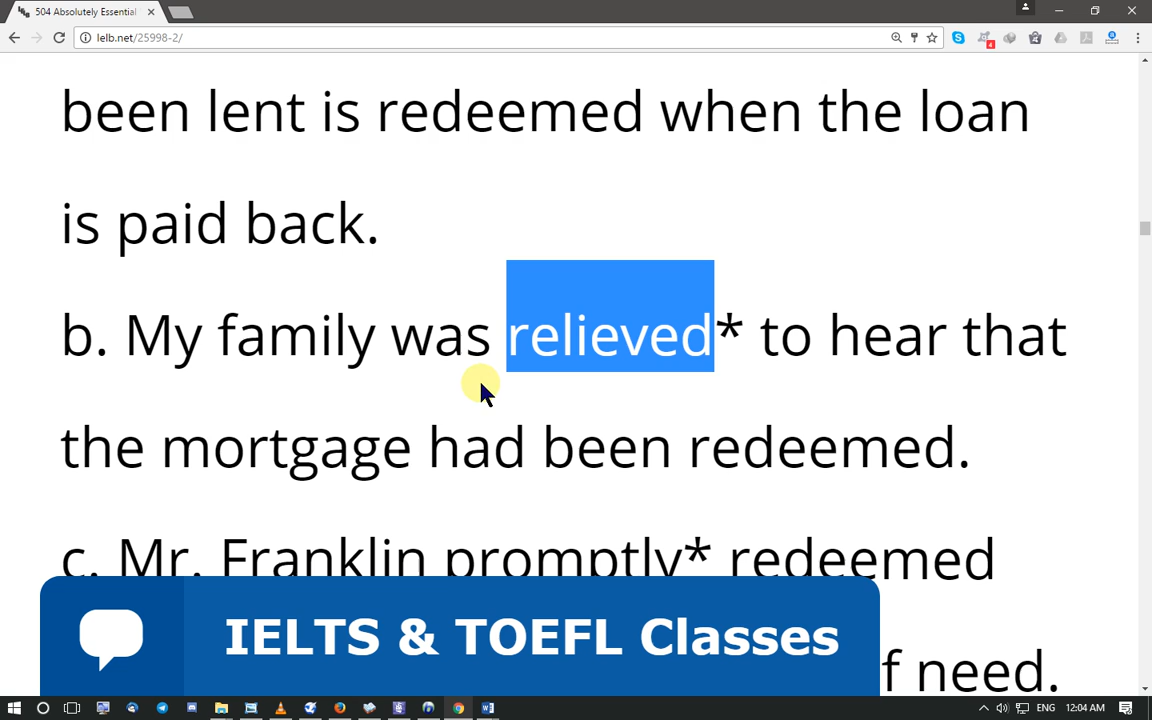 504 Absolutely Essential
lelb.net/25998-2/
4
been lent is redeemed when the loan
is paid back.
b. My family was relieved* to hear that
the mortgage had been redeemed.
c. Mr. Franklin promptly* redeemed
f need.
IELTS & TOEFL Classes
ENG 12:04 AM